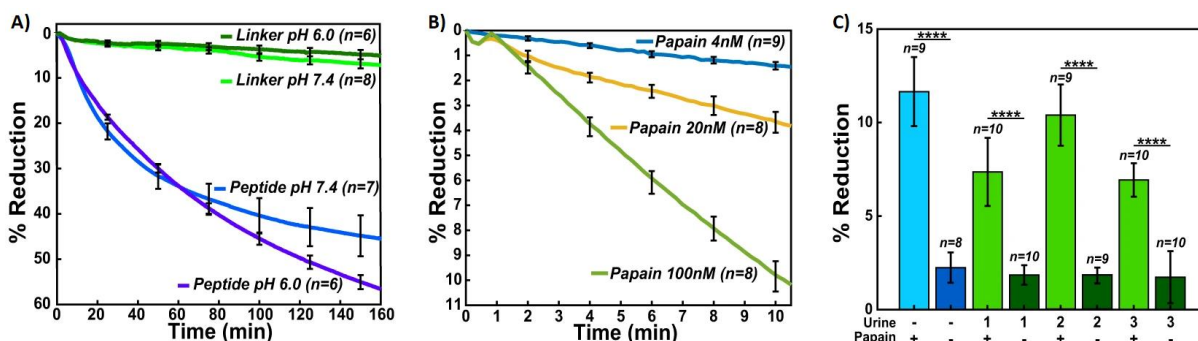 A)
% Reduction
0
10
20
30
40
50
60
Linker pH 6.0 (n=6)
Linker pH 7.4 (n=8)
Peptide pH 7.4 (n=7)
Peptide pH 6.0 (n=6)
0 20 40 60 80 100 120 140 160
Time (min)
B)
% Reduction
0
1
2
3
4
5
6
7
8
9
10
11
Papain 4nM (n=9)
Papain 20nM (n=8)
Papain 100nM (n=8)
0 1 2 3 4 5 6 7 8 9 10
Time (min)
C)
% Reduction
15
10
5
0
n=9 **** n=8
n=10 **** n=10
n=9 **** n=9
n=10 **** n=10
Urine - - 1 1 2 2 3 3
Papain + - + - + - + -